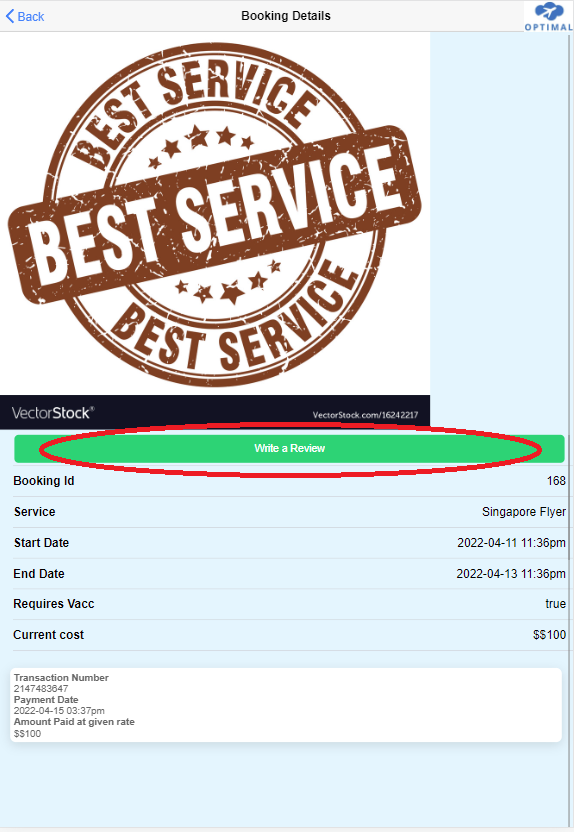 Back
Booking Details
OPTIMAL
BEST SERVICE
BEST SERVICE
BEST SERVICE
VectorStock®
VectorStock.com/16242217
Write a Review
Booking Id 168
Service Singapore Flyer
Start Date 2022-04-11 11:36pm
End Date 2022-04-13 11:36pm
Requires Vacc true
Current cost $$100
Transaction Number
2147483647
Payment Date
2022-04-15 03:37pm
Amount Paid at given rate
$$100